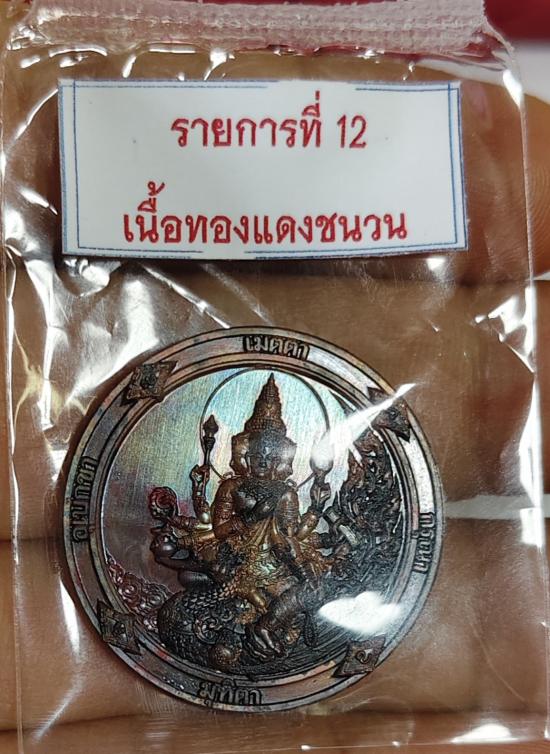 รายการที่ 12
เนื้อทองแดงชนวน
เมตตา
กรุณา
มุทิตา
อุเบกขา